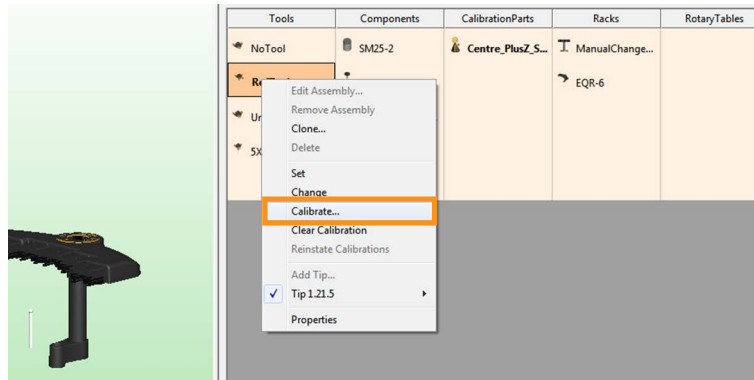 Tools Components CalibrationParts Racks RotaryTables
NoTool SM25-2 Centre_PlusZ_S... ManualChange...
EQR-6
Edit Assembly...
Remove Assembly
Clone...
Delete
Set
Change
Calibrate...
Clear Calibration
Reinstate Calibrations
Add Tip...
Tip 1.21.5
Properties